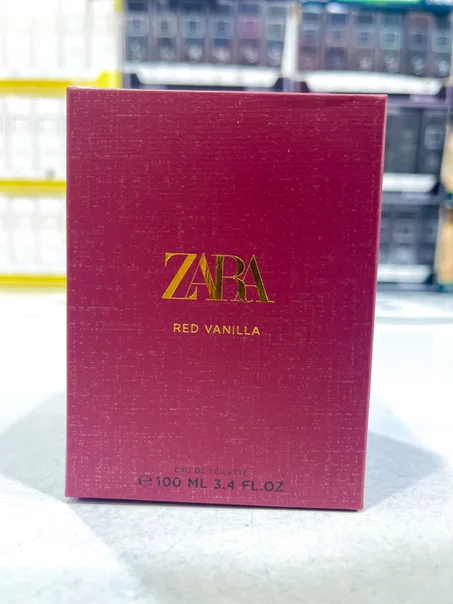 ZARA
RED VANILLA
EAU DE TOILETTE
℮ 100 ML 3.4 FL.OZ